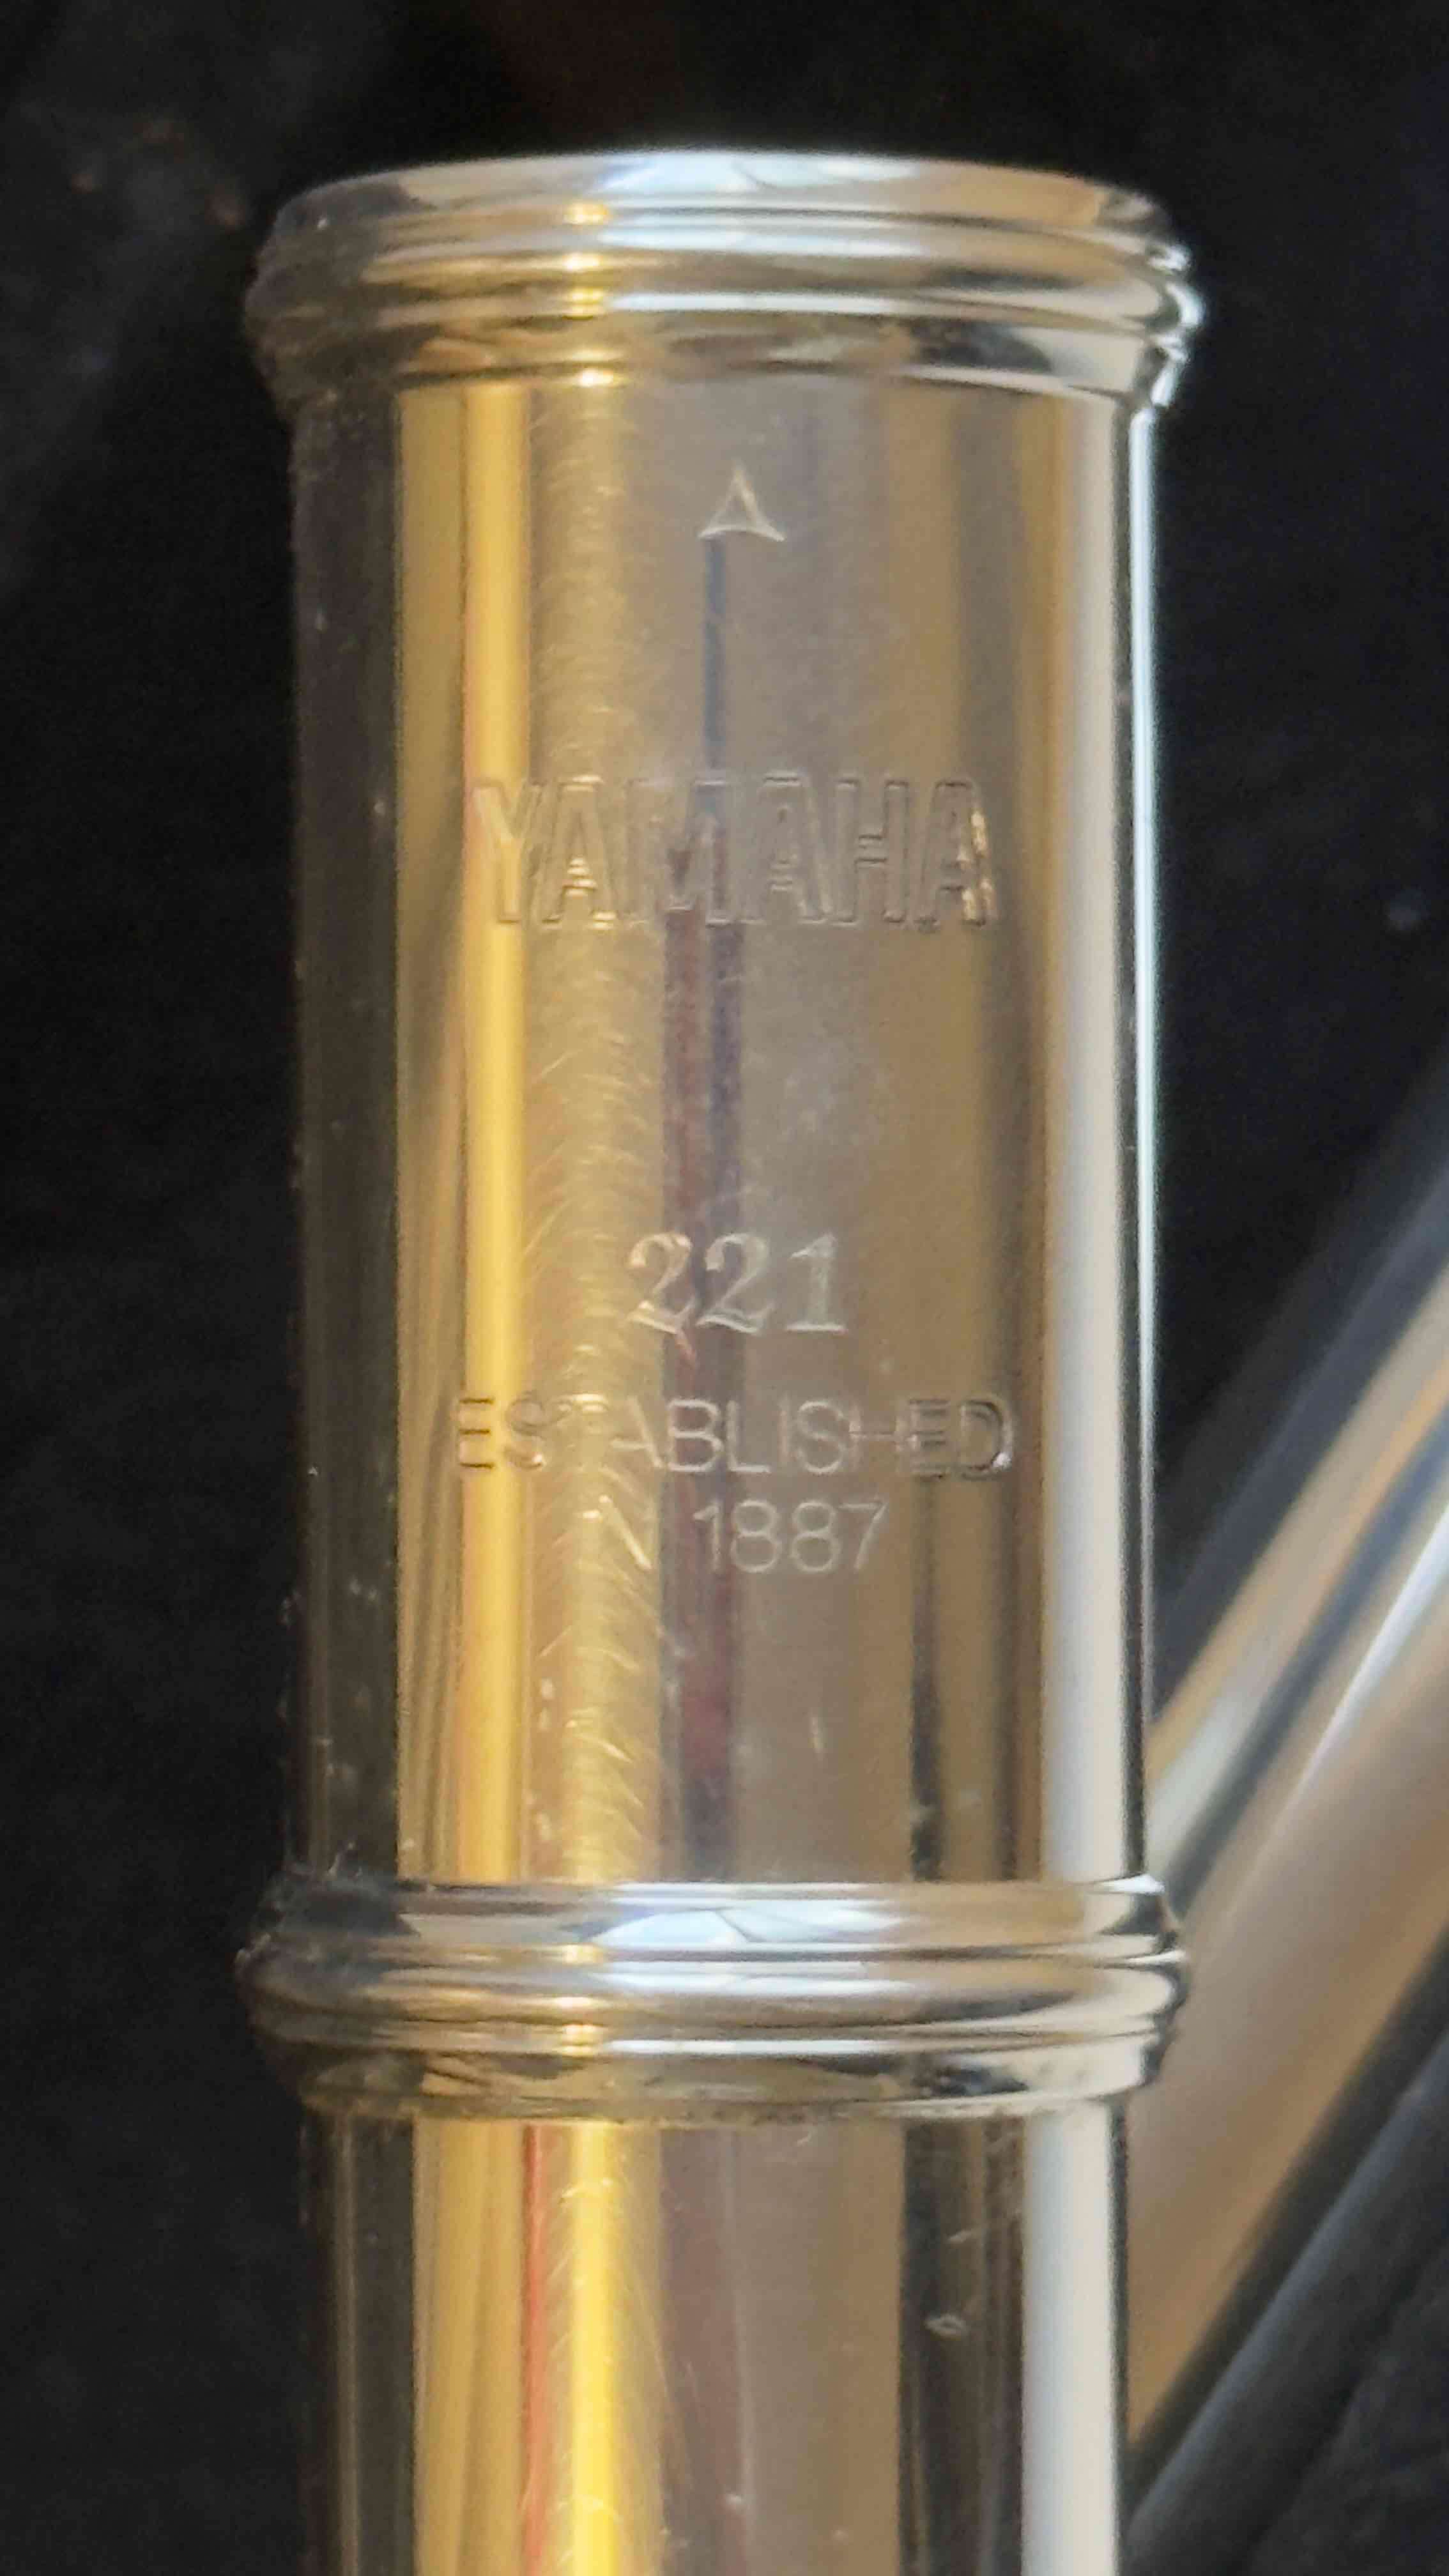 YAMAHA
221
ESTABLISHED
IN 1887